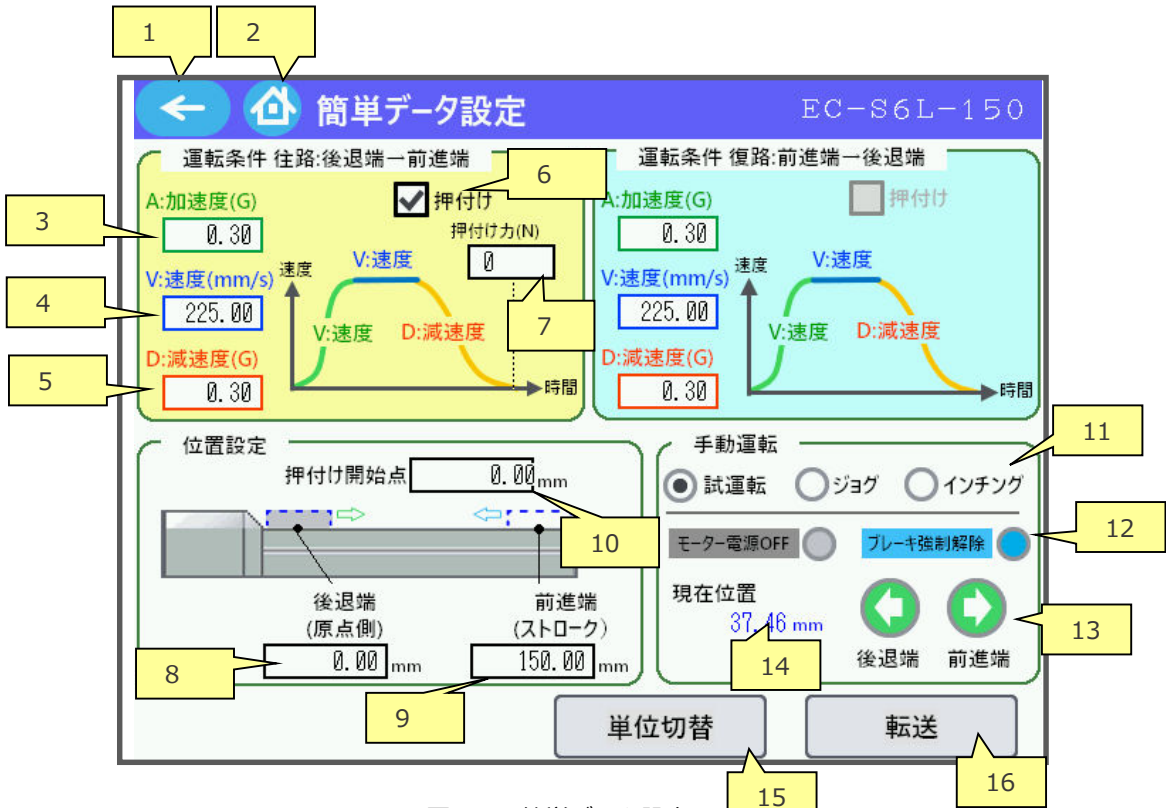 1
2
簡単データ設定
EC-S6L-150
運転条件 往路:後退端→前進端
6
A:加速度(G)
押付け
3
0.30
押付け力(N)
0
V:速度
V:速度(mm/s)
速度
4
225.00
7
V:速度
D:減速度
D:減速度(G)
5
0.30
時間
運転条件 復路:前進端→後退端
A:加速度(G)
押付け
0.30
V:速度
V:速度(mm/s)
速度
225.00
V:速度
D:減速度
D:減速度(G)
0.30
時間
位置設定
押付け開始点
0.00
mm
10
後退端
(原点側)
前進端
(ストローク)
8
0.00
mm
150.00
mm
9
手動運転
11
試運転
ジョグ
インチング
モーター電源OFF
ブレーキ強制解除
12
現在位置
37.46 mm
13
14
後退端
前進端
単位切替
転送
15
16